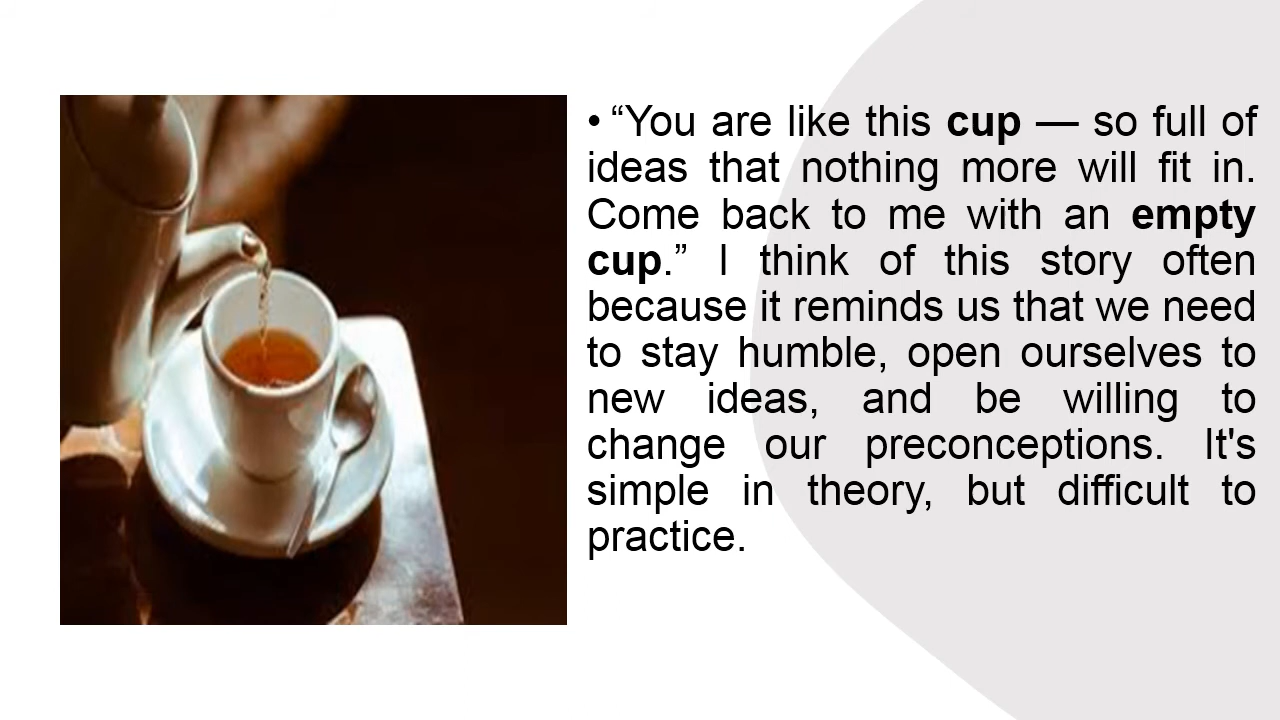 • “You are like this cup — so full of
ideas that nothing more will fit in.
Come back to me with an empty
cup.” I think of this story often
because it reminds us that we need
to stay humble, open ourselves to
new ideas, and be willing to
change our preconceptions. It's
simple in theory, but difficult to
practice.